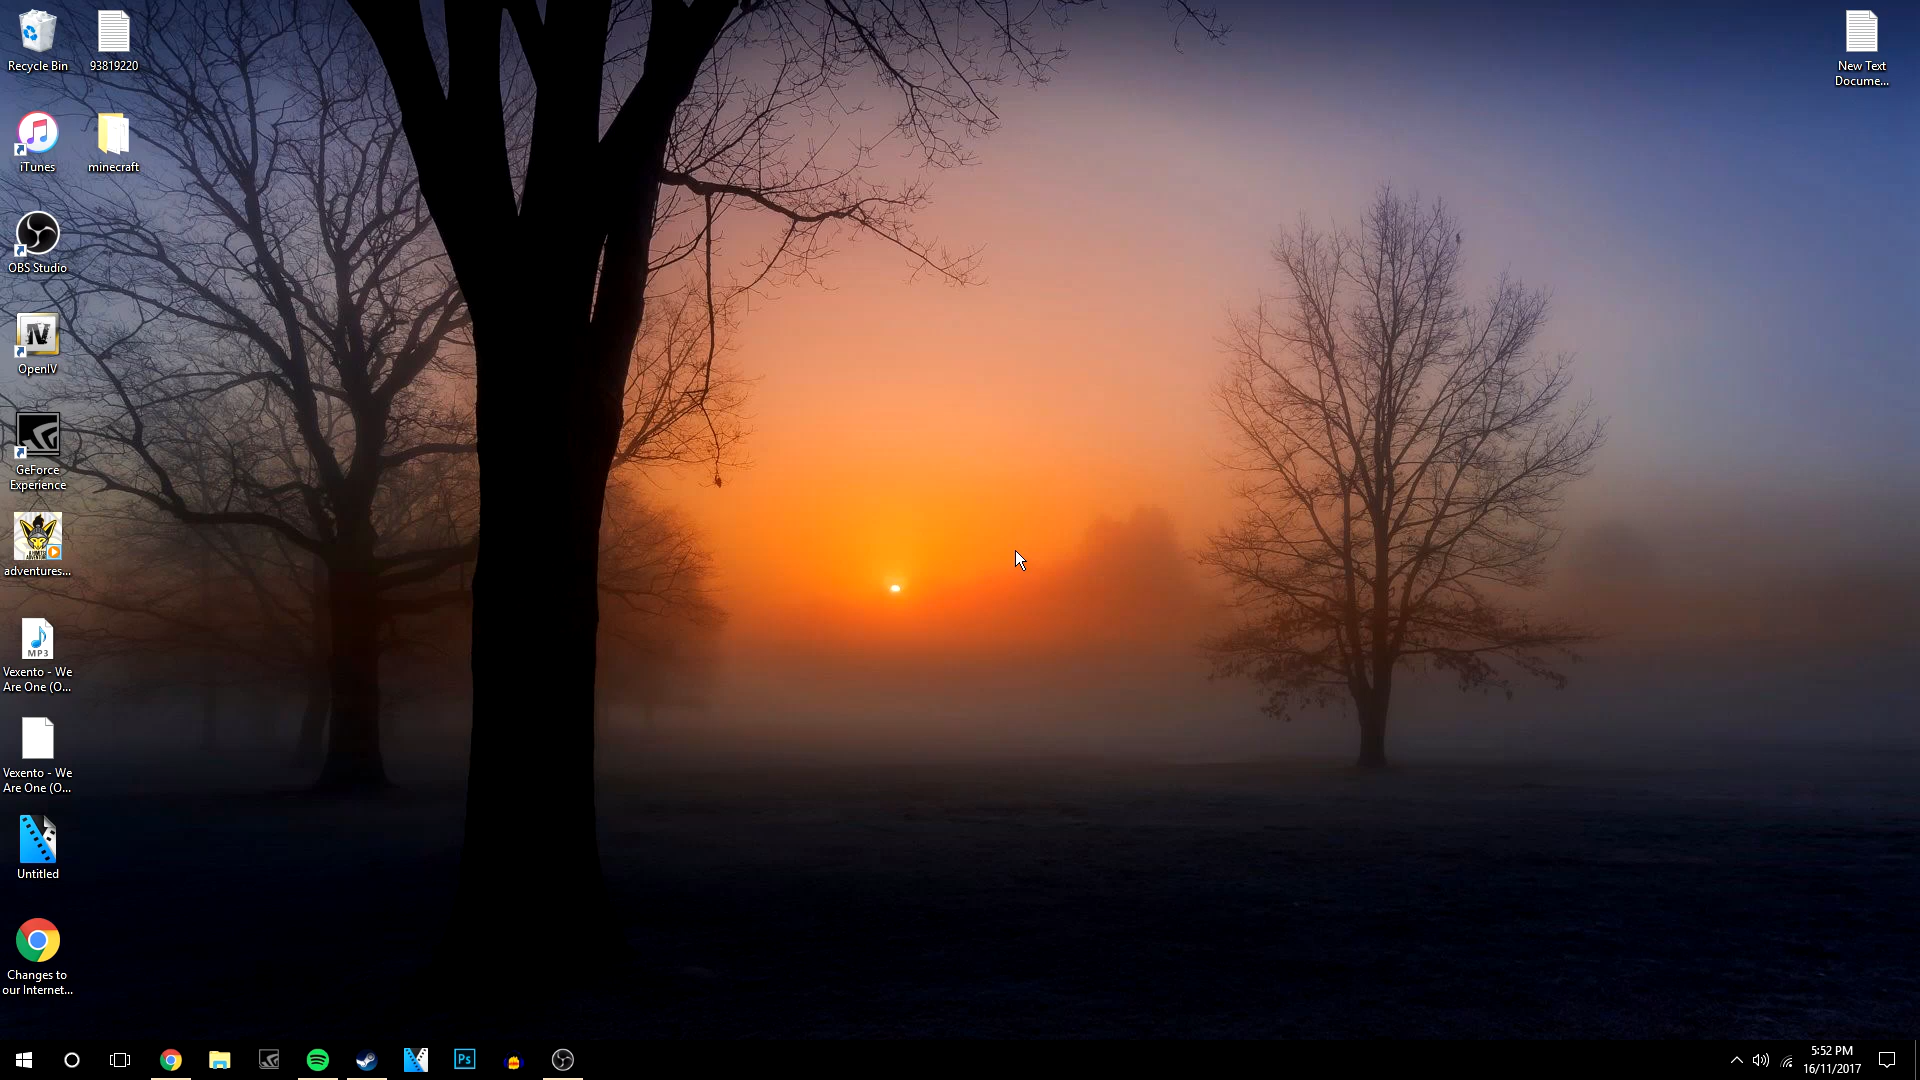 Recycle Bin
93819220
New Text
Docume...
iTunes
minecraft
OBS Studio
IV
OpenIV
GeForce
Experience
adventures...
MP3
Vexento - We
Are One (O...
Vexento - We
Are One (O...
Untitled
Changes to
our Internet...
Ps
5:52 PM
16/11/2017